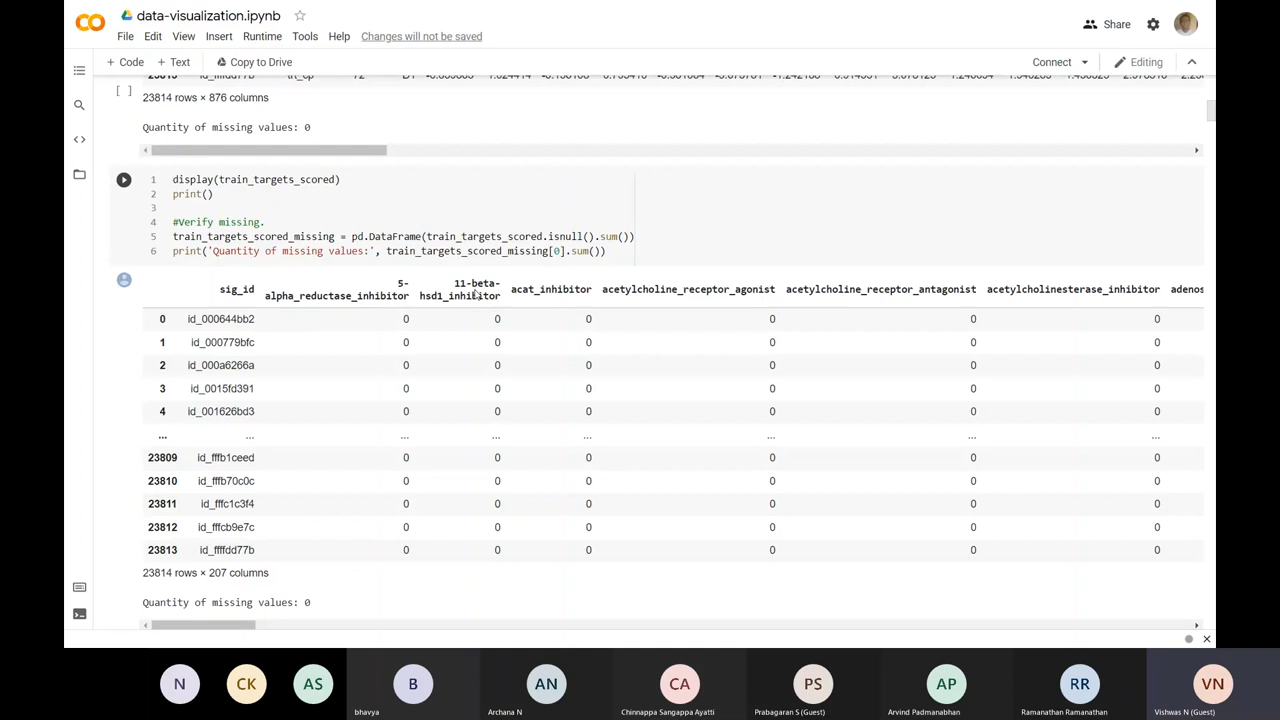 data-visualization.ipynb
File Edit View Insert Runtime Tools Help Changes will not be saved
Share
+ Code + Text Copy to Drive
Connect
Editing
[ ]
23814 rows × 876 columns
Quantity of missing values: 0
1 display(train_targets_scored)
2 print()
3
4 #Verify missing.
5 train_targets_scored_missing = pd.DataFrame(train_targets_scored.isnull().sum())
6 print('Quantity of missing values:', train_targets_scored_missing[0].sum())
sig_id 5-alpha_reductase_inhibitor 11-beta-hsd1_inhibitor acat_inhibitor acetylcholine_receptor_agonist acetylcholine_receptor_antagonist acetylcholinesterase_inhibitor adenos
0 id_000644bb2 0 0 0 0 0 0
1 id_000779bfc 0 0 0 0 0 0
2 id_000a6266a 0 0 0 0 0 0
3 id_0015fd391 0 0 0 0 0 0
4 id_001626bd3 0 0 0 0 0 0
... ... ... ... ... ... ... ...
23809 id_fffb1ceed 0 0 0 0 0 0
23810 id_fffb70c0c 0 0 0 0 0 0
23811 id_fffc1c3f4 0 0 0 0 0 0
23812 id_fffcb9e7c 0 0 0 0 0 0
23813 id_ffffdd77b 0 0 0 0 0 0
23814 rows × 207 columns
Quantity of missing values: 0
N CK AS B AN CA PS AP RR VN
bhavya Archana N Chinnappa Sangappa Ayatti Prabagaran S (Guest) Arvind Padmanabhan Ramanathan Ramanathan Vishwas N (Guest)